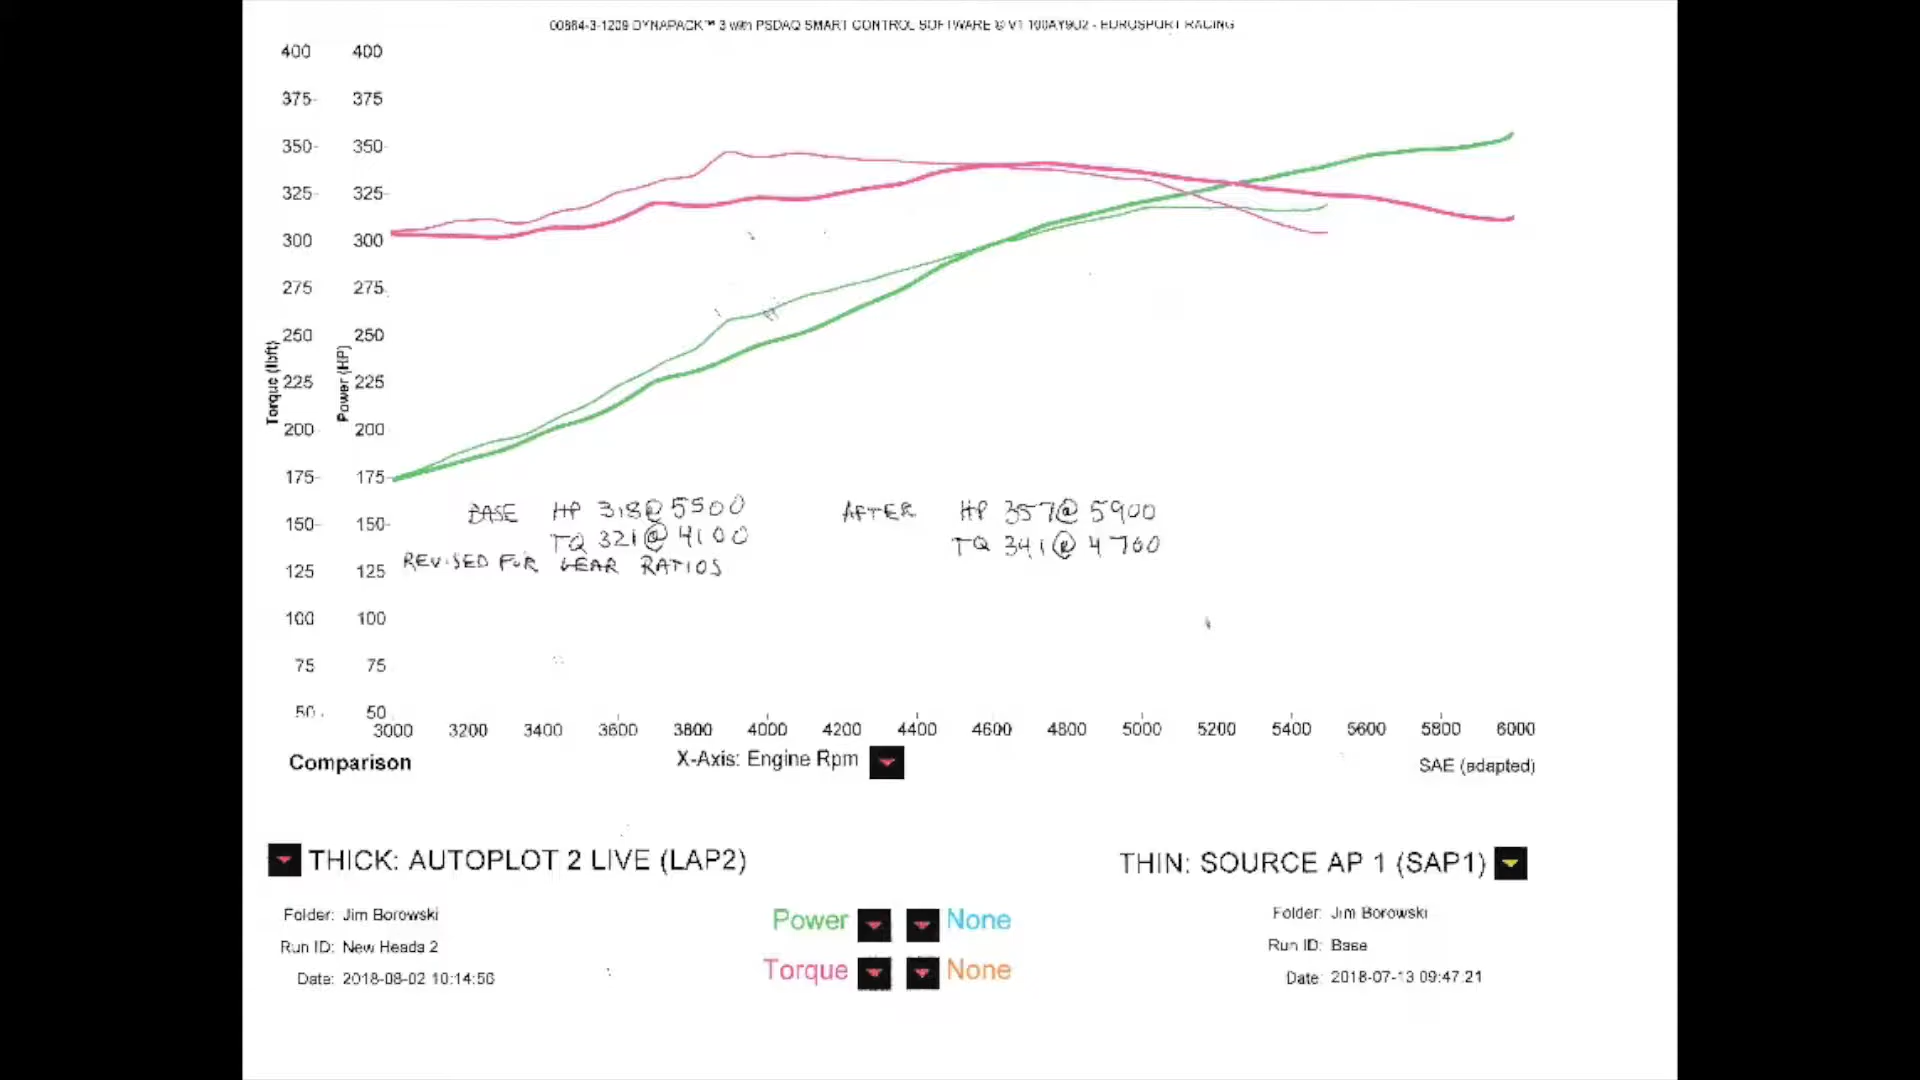 00884-3-1209 DYNAPACK™ 3 with PSDAQ SMART CONTROL SOFTWARE © V1 - EUROSPORT RACING
400 400
375 375
350 350
325 325
300 300
275 275
250 250
225 225
200 200
175 175
150 150
125 125
100 100
75 75
50 50
Torque (lbft)
Power (HP)
BASE HP 318@5500
TQ 321@4100
REVISED FOR GEAR RATIOS
AFTER HP 357@5900
TQ 341@4760
3000 3200 3400 3600 3800 4000 4200 4400 4600 4800 5000 5200 5400 5600 5800 6000
Comparison
X-Axis: Engine Rpm
SAE (adapted)
THICK: AUTOPLOT 2 LIVE (LAP2)
Folder: Jim Borowski
Run ID: New Heads 2
Date: 2018-08-02 10:14:56
Power None
Torque None
THIN: SOURCE AP 1 (SAP1)
Folder: Jim Borowski
Run ID: Base
Date: 2018-07-13 09:47:21